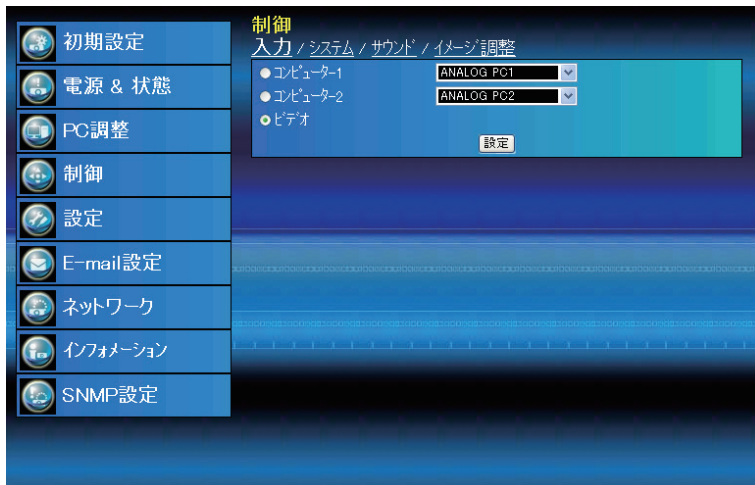 初期設定
電源 & 状態
PC調整
制御
設定
E-mail設定
ネットワーク
インフォメーション
SNMP設定
制御
入力 / システム / サウンド / イメージ調整
コンピューター-1 ANALOG PC1
コンピューター-2 ANALOG PC2
ビデオ
設定